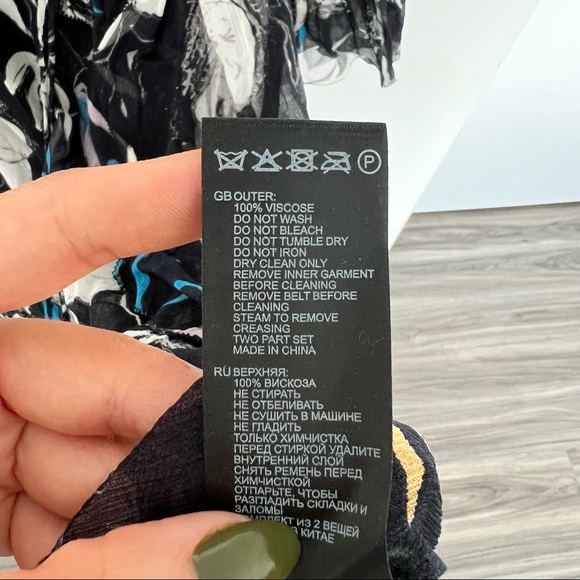 P
GB OUTER:
100% VISCOSE
DO NOT WASH
DO NOT BLEACH
DO NOT TUMBLE DRY
DO NOT IRON
DRY CLEAN ONLY
REMOVE INNER GARMENT
BEFORE CLEANING
REMOVE BELT BEFORE
CLEANING
STEAM TO REMOVE
CREASING
TWO PART SET
MADE IN CHINA
RU ВЕРХНЯЯ:
100% ВИСКОЗА
НЕ СТИРАТЬ
НЕ ОТБЕЛИВАТЬ
НЕ СУШИТЬ В МАШИНЕ
НЕ ГЛАДИТЬ
ТОЛЬКО ХИМЧИСТКА
ПЕРЕД СТИРКОЙ УДАЛИТЕ
ВНУТРЕННИЙ СЛОЙ
СНЯТЬ РЕМЕНЬ ПЕРЕД
ХИМЧИСТКОЙ
ОТПАРЬТЕ, ЧТОБЫ
РАЗГЛАДИТЬ СКЛАДКИ И
ЗАЛОМЫ
ИЗ 2 ВЕЩЕЙ
КИТАЕ